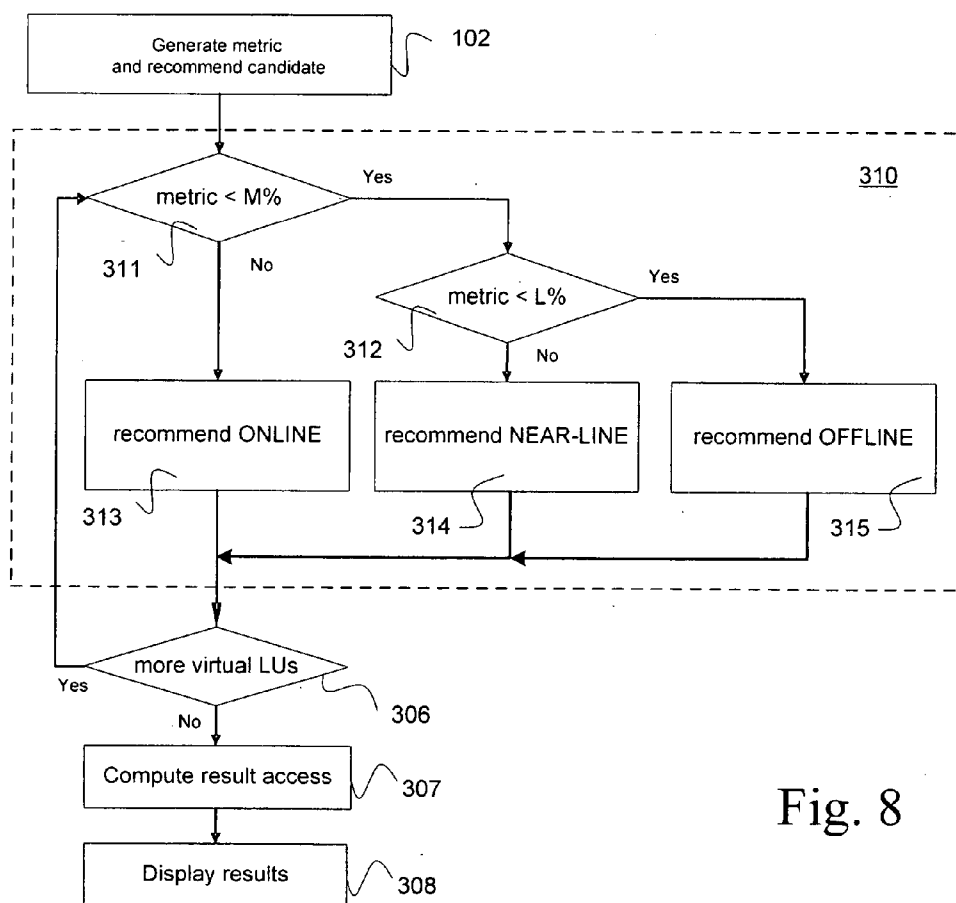 Generate metric
and recommend candidate
102
310
metric < M%
Yes
311
No
metric < L%
Yes
312
No
recommend ONLINE
recommend NEAR-LINE
recommend OFFLINE
313
314
315
more virtual LUs
Yes
306
No
Compute result access
307
Display results
308
Fig. 8